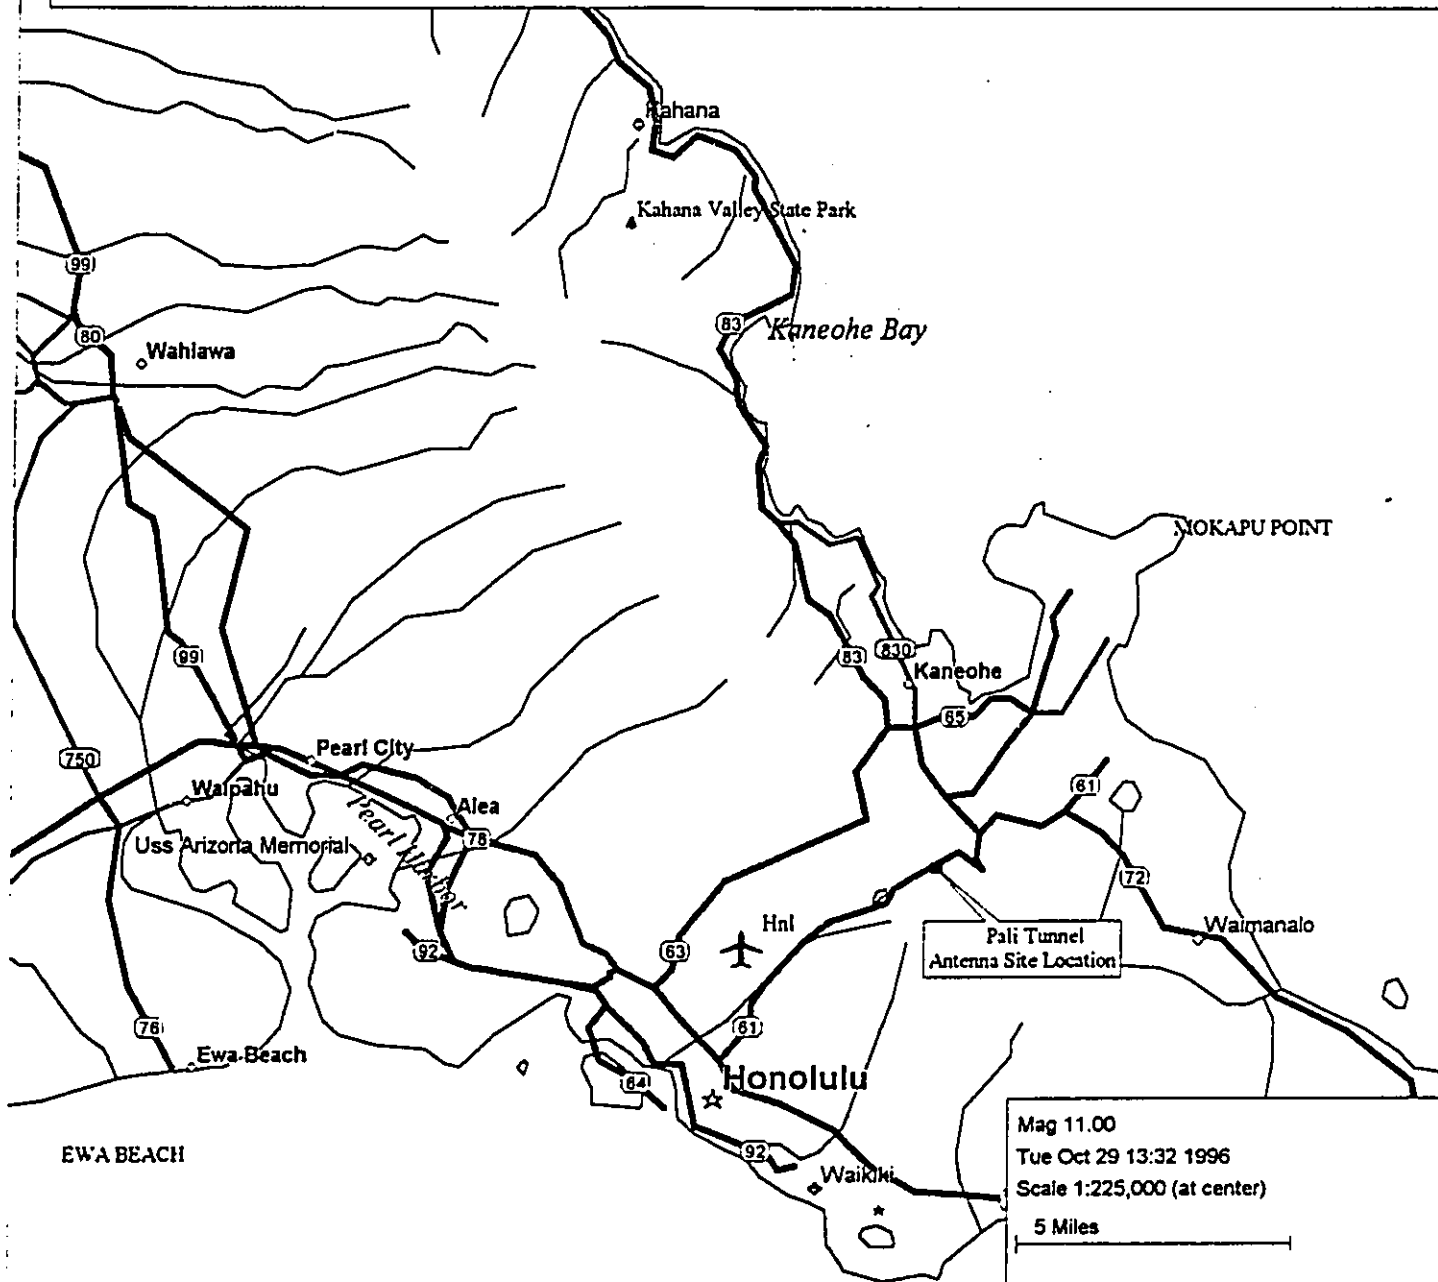 Kahana
Kahana Valley State Park
99
83
Kaneohe Bay
80
Wahiawa
MOKAPU POINT
99
83
830
Kaneohe
65
750
Pearl City
Waipahu
61
Aiea
Pearl Harbor
78
Uss Arizona Memorial
72
Hnl
Waimanalo
92
63
Pali Tunnel
Antenna Site Location
76
61
Ewa Beach
64
Honolulu
EWA BEACH
92
Waikiki
Mag 11.00
Tue Oct 29 13:32 1996
Scale 1:225,000 (at center)
5 Miles